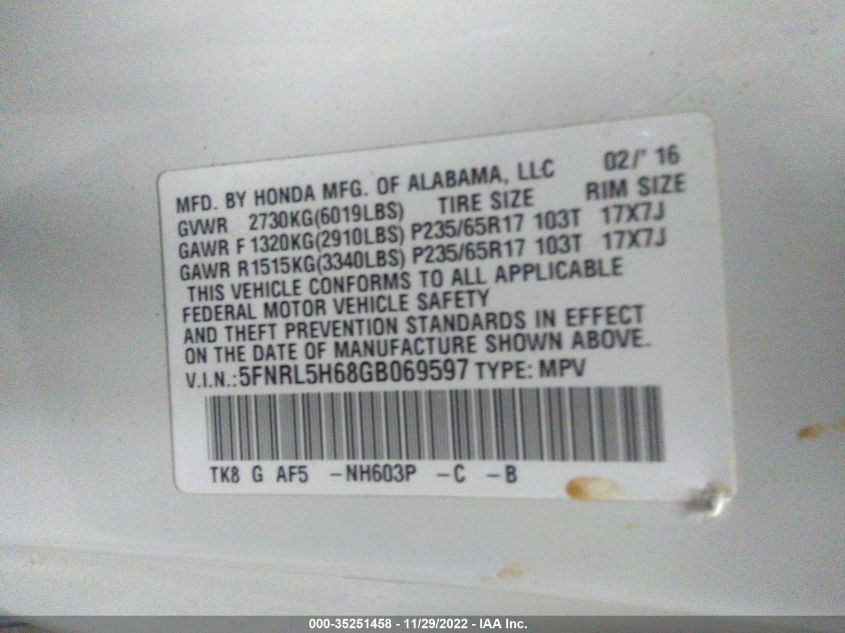 MFD. BY HONDA MFG. OF ALABAMA, LLC 02/' 16
GVWR 2730KG(6019LBS) TIRE SIZE RIM SIZE
GAWR F 1320KG(2910LBS) P235/65R17 103T 17X7J
GAWR R1515KG(3340LBS) P235/65R17 103T 17X7J
THIS VEHICLE CONFORMS TO ALL APPLICABLE
FEDERAL MOTOR VEHICLE SAFETY
AND THEFT PREVENTION STANDARDS IN EFFECT
ON THE DATE OF MANUFACTURE SHOWN ABOVE.
V.I.N.:5FNRL5H68GB069597 TYPE: MPV
TK8 G AF5 -NH603P -C -B
000-35251458 - 11/29/2022 - IAA Inc.